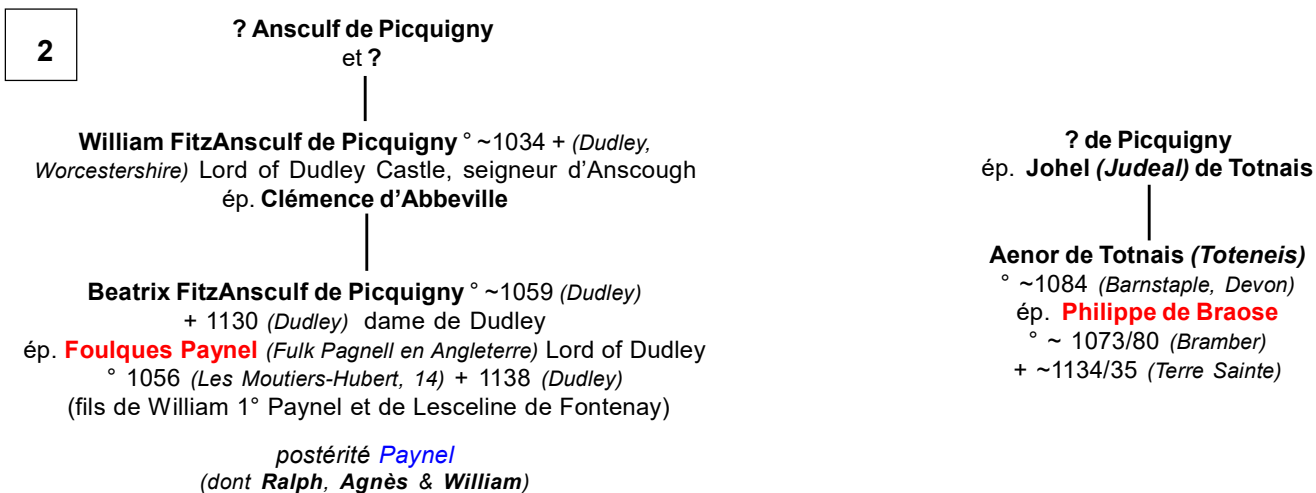 2
? Ansculf de Picquigny
et ?
William FitzAnsculf de Picquigny ° ~1034 + (Dudley,
Worcestershire) Lord of Dudley Castle, seigneur d’Anscough
ép. Clémence d’Abbeville
Beatrix FitzAnsculf de Picquigny ° ~1059 (Dudley)
+ 1130 (Dudley) dame de Dudley
ép. Foulques Paynel (Fulk Pagnell en Angleterre) Lord of Dudley
° 1056 (Les Moutiers-Hubert, 14) + 1138 (Dudley)
(fils de William 1° Paynel et de Lesceline de Fontenay)
postérité Paynel
(dont Ralph, Agnès & William)
? de Picquigny
ép. Johel (Judeal) de Totnais
Aenor de Totnais (Toteneis)
° ~1084 (Barnstaple, Devon)
ép. Philippe de Braose
° ~ 1073/80 (Bramber)
+ ~1134/35 (Terre Sainte)